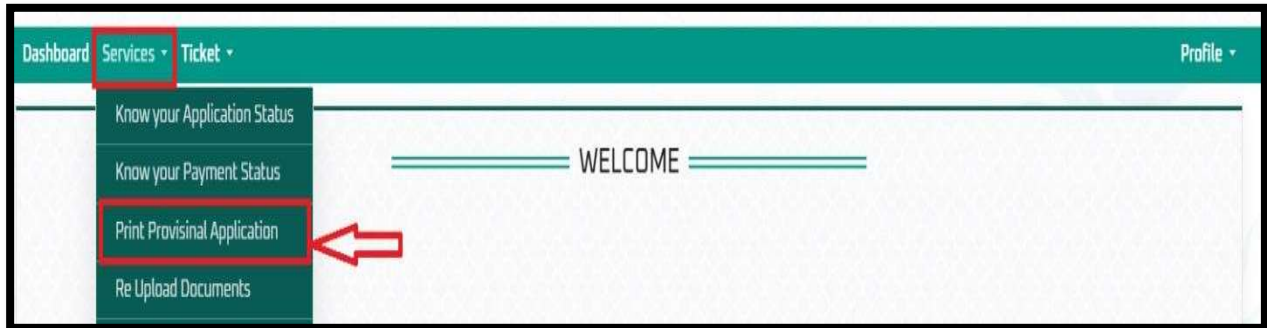 Dashboard Services Ticket Profile
Know your Application Status
WELCOME
Know your Payment Status
Print Provisinal Application
Re Upload Documents